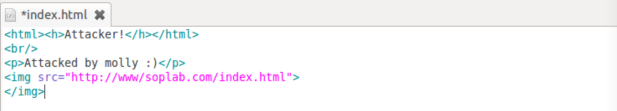 *index.html
<html><h>Attacker!</h></html>
<br/>
<p>Attacked by molly :)</p>
<img src="http://www/soplab.com/index.html">
</img>